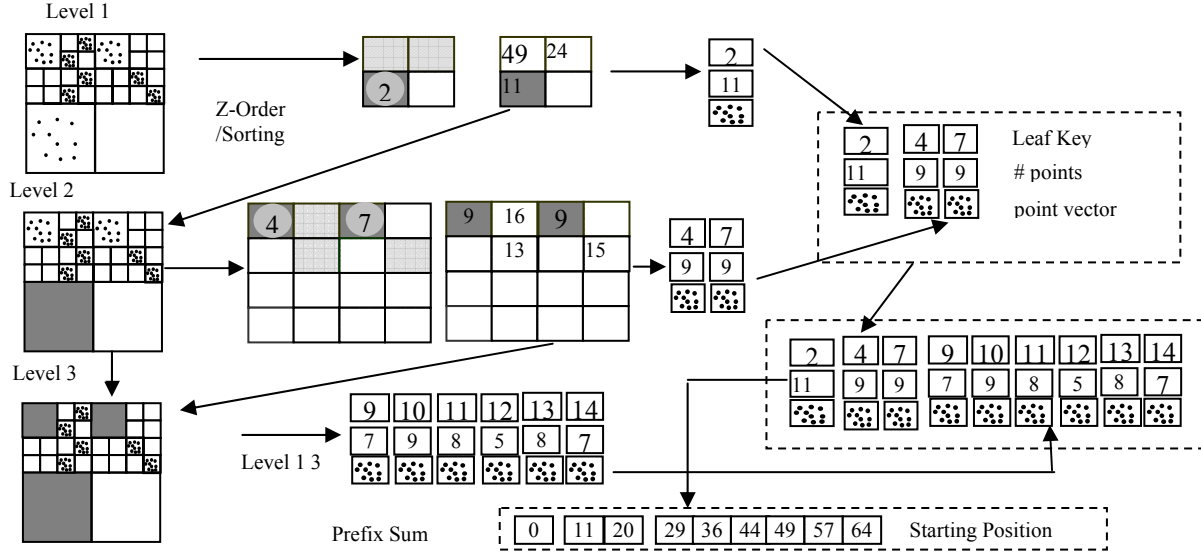 Level 1
49 24
2
2
11
11
Z-Order
/Sorting
2 4 7 Leaf Key
11 9 9 # points
point vector
Level 2
4 7
9 16 9
13 15
4 7
9 9
2 4 7 9 10 11 12 13 14
11 9 9 7 9 8 5 8 7
Level 3
9 10 11 12 13 14
7 9 8 5 8 7
Level 1 3
Prefix Sum
0 11 20 29 36 44 49 57 64 Starting Position